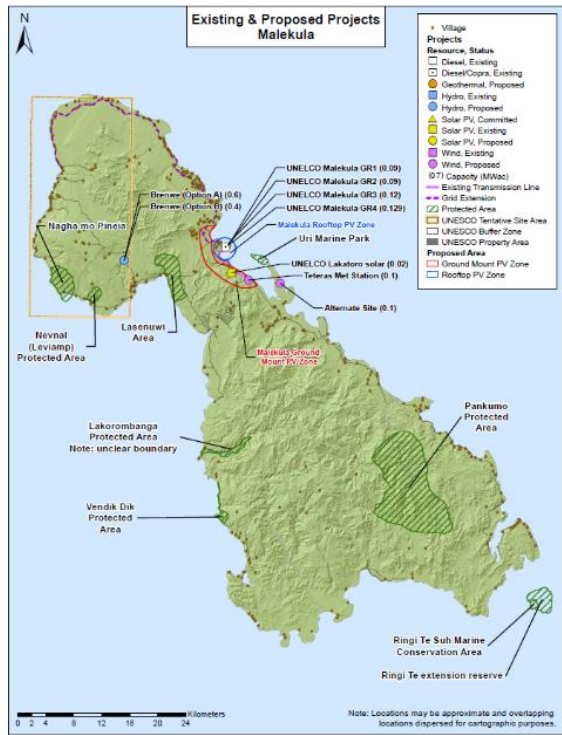 Existing & Proposed Projects
Malekula
N
Village
Projects
Resource, Status
Diesel, Existing
Diesel/Copra, Existing
Geothermal, Proposed
Hydro, Existing
Hydro, Proposed
Solar PV, Committed
Solar PV, Existing
Solar PV, Proposed
Wind, Existing
Wind, Proposed
(0.7) Capacity (MWac)
Existing Transmission Line
Grid Extension
Protected Area
UNESCO Tentative Site Area
UNESCO Buffer Zone
UNESCO Property Area
Proposed Area
Ground Mount PV Zone
Rooftop PV Zone
UNELCO Malekula GR1 (0.09)
UNELCO Malekula GR2 (0.09)
UNELCO Malekula GR3 (0.12)
UNELCO Malekula GR4 (0.129)
Malekula Rooftop PV Zone
Brenwe (Option A) (0.6)
Brenwe (Option B) (0.4)
Nagha mo Pineia
Uri Marine Park
UNELCO Lakatoro solar (0.02)
Teteras Met Station (0.1)
Alternate Site (0.1)
Nevnal
(Leviamp)
Protected Area
Lasenuwi
Area
Malekula Ground
Mount PV Zone
Lakorombanga
Protected Area
Note: unclear boundary
Pankumo
Protected
Area
Vendik Dik
Protected
Area
Ringi Te Suh Marine
Conservation Area
Ringi Te extension reserve
Kilometers
0 2 4 8 12 16 20 24
Note: Locations may be approximate and overlapping
locations dispersed for cartographic purposes.